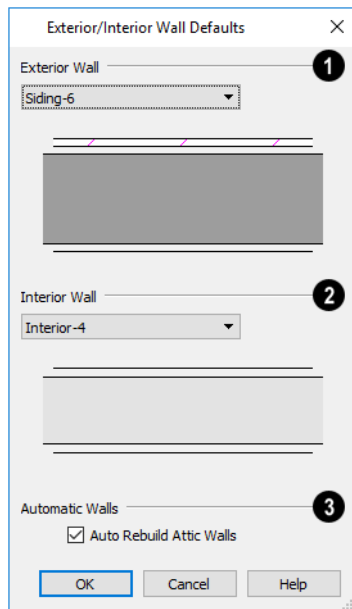 Exterior/Interior Wall Defaults
Exterior Wall 1
Siding-6
Interior Wall 2
Interior-4
Automatic Walls 3
Auto Rebuild Attic Walls
OK Cancel Help